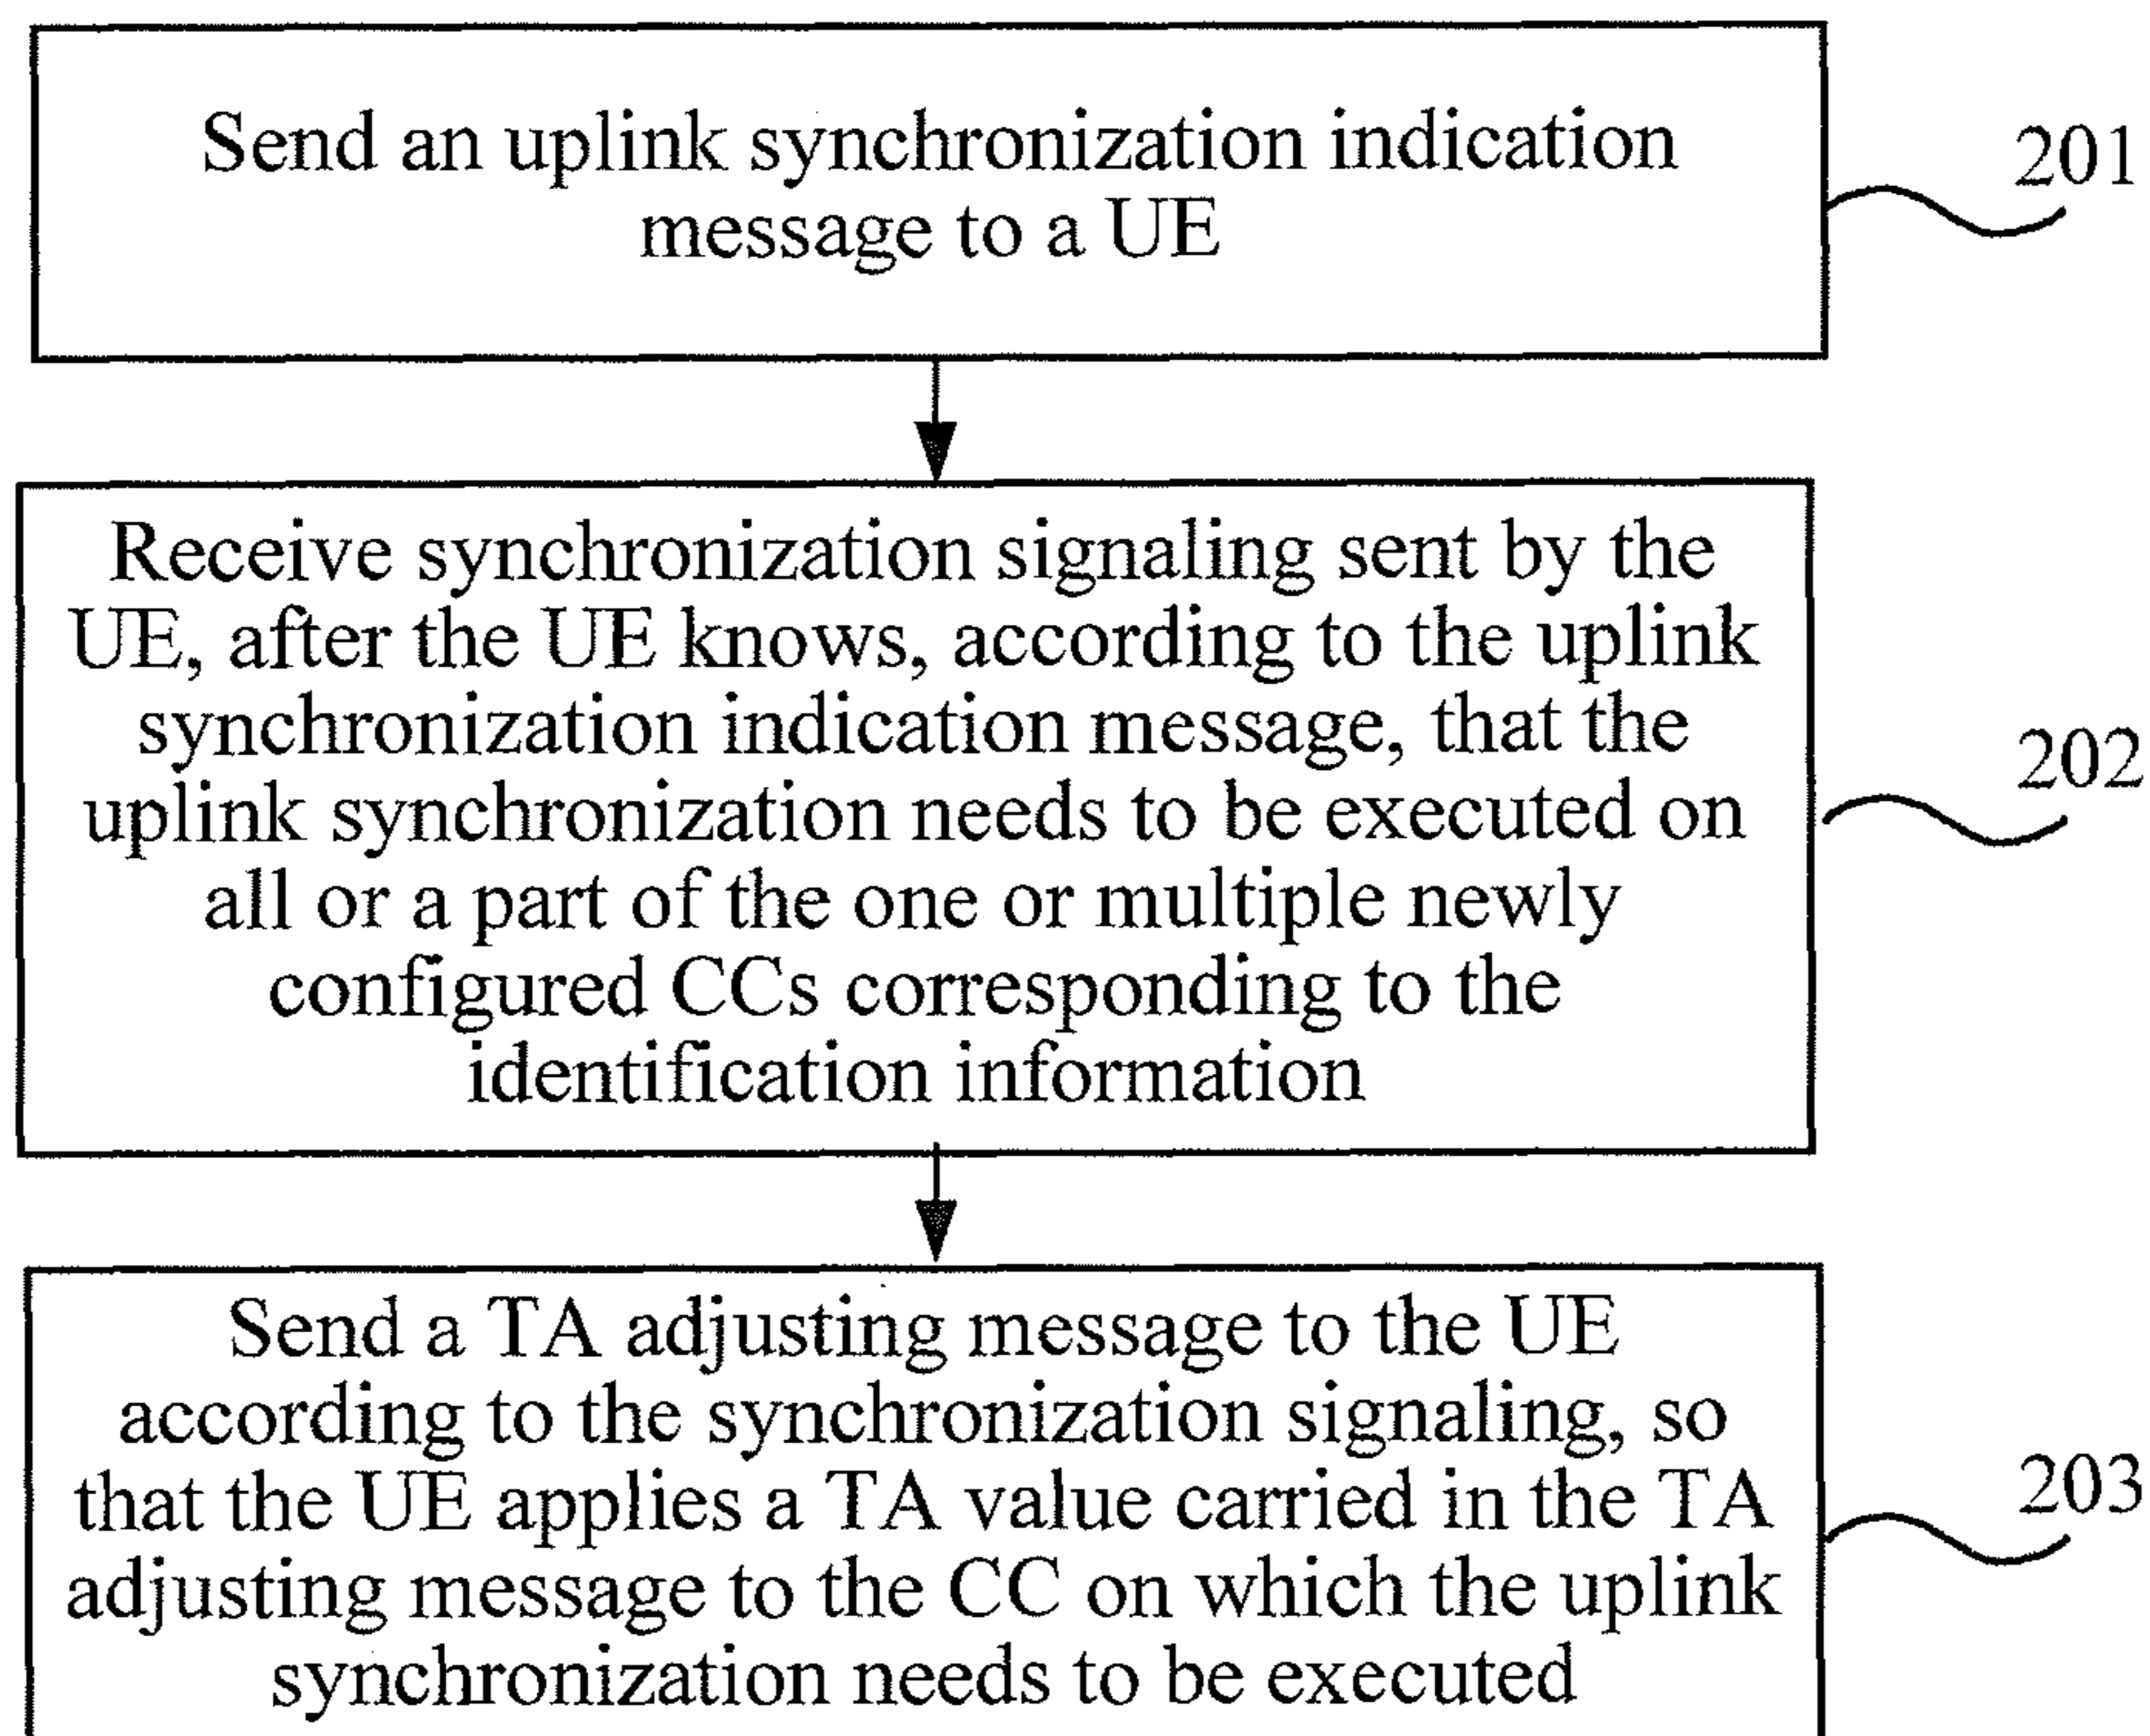 Send an uplink synchronization indication
message to a UE
201
Receive synchronization signaling sent by the
UE, after the UE knows, according to the uplink
synchronization indication message, that the
uplink synchronization needs to be executed on
all or a part of the one or multiple newly
configured CCs corresponding to the
identification information
202
Send a TA adjusting message to the UE
according to the synchronization signaling, so
that the UE applies a TA value carried in the TA
adjusting message to the CC on which the uplink
synchronization needs to be executed
203